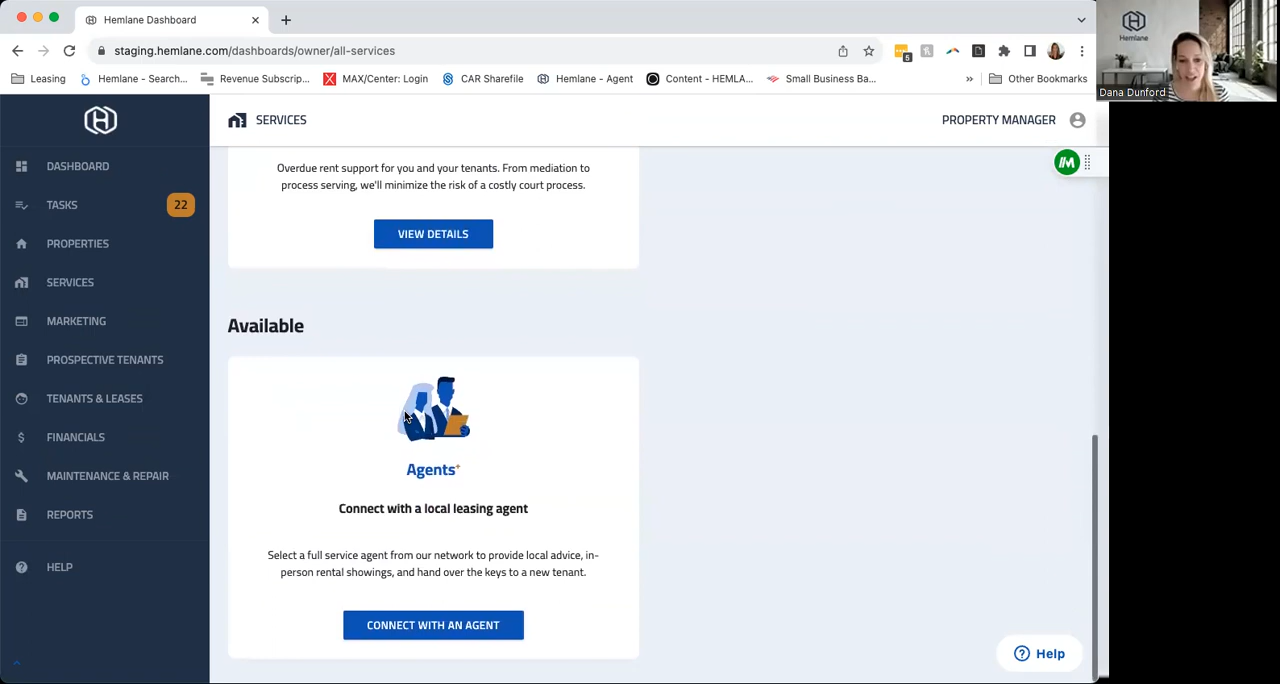 Hemlane Dashboard
staging.hemlane.com/dashboards/owner/all-services
5
Leasing
Hemlane - Search...
Revenue Subscrip...
MAX/Center: Login
CAR Sharefile
Hemlane - Agent
Content - HEMLA...
Small Business Ba...
»
Other Bookmarks
Hemlane
Dana Dunford
SERVICES
PROPERTY MANAGER
DASHBOARD
TASKS
22
PROPERTIES
SERVICES
MARKETING
PROSPECTIVE TENANTS
TENANTS & LEASES
FINANCIALS
MAINTENANCE & REPAIR
REPORTS
HELP
Overdue rent support for you and your tenants. From mediation to
process serving, we'll minimize the risk of a costly court process.
VIEW DETAILS
Available
Agents+
Connect with a local leasing agent
Select a full service agent from our network to provide local advice, in-
person rental showings, and hand over the keys to a new tenant.
CONNECT WITH AN AGENT
Help